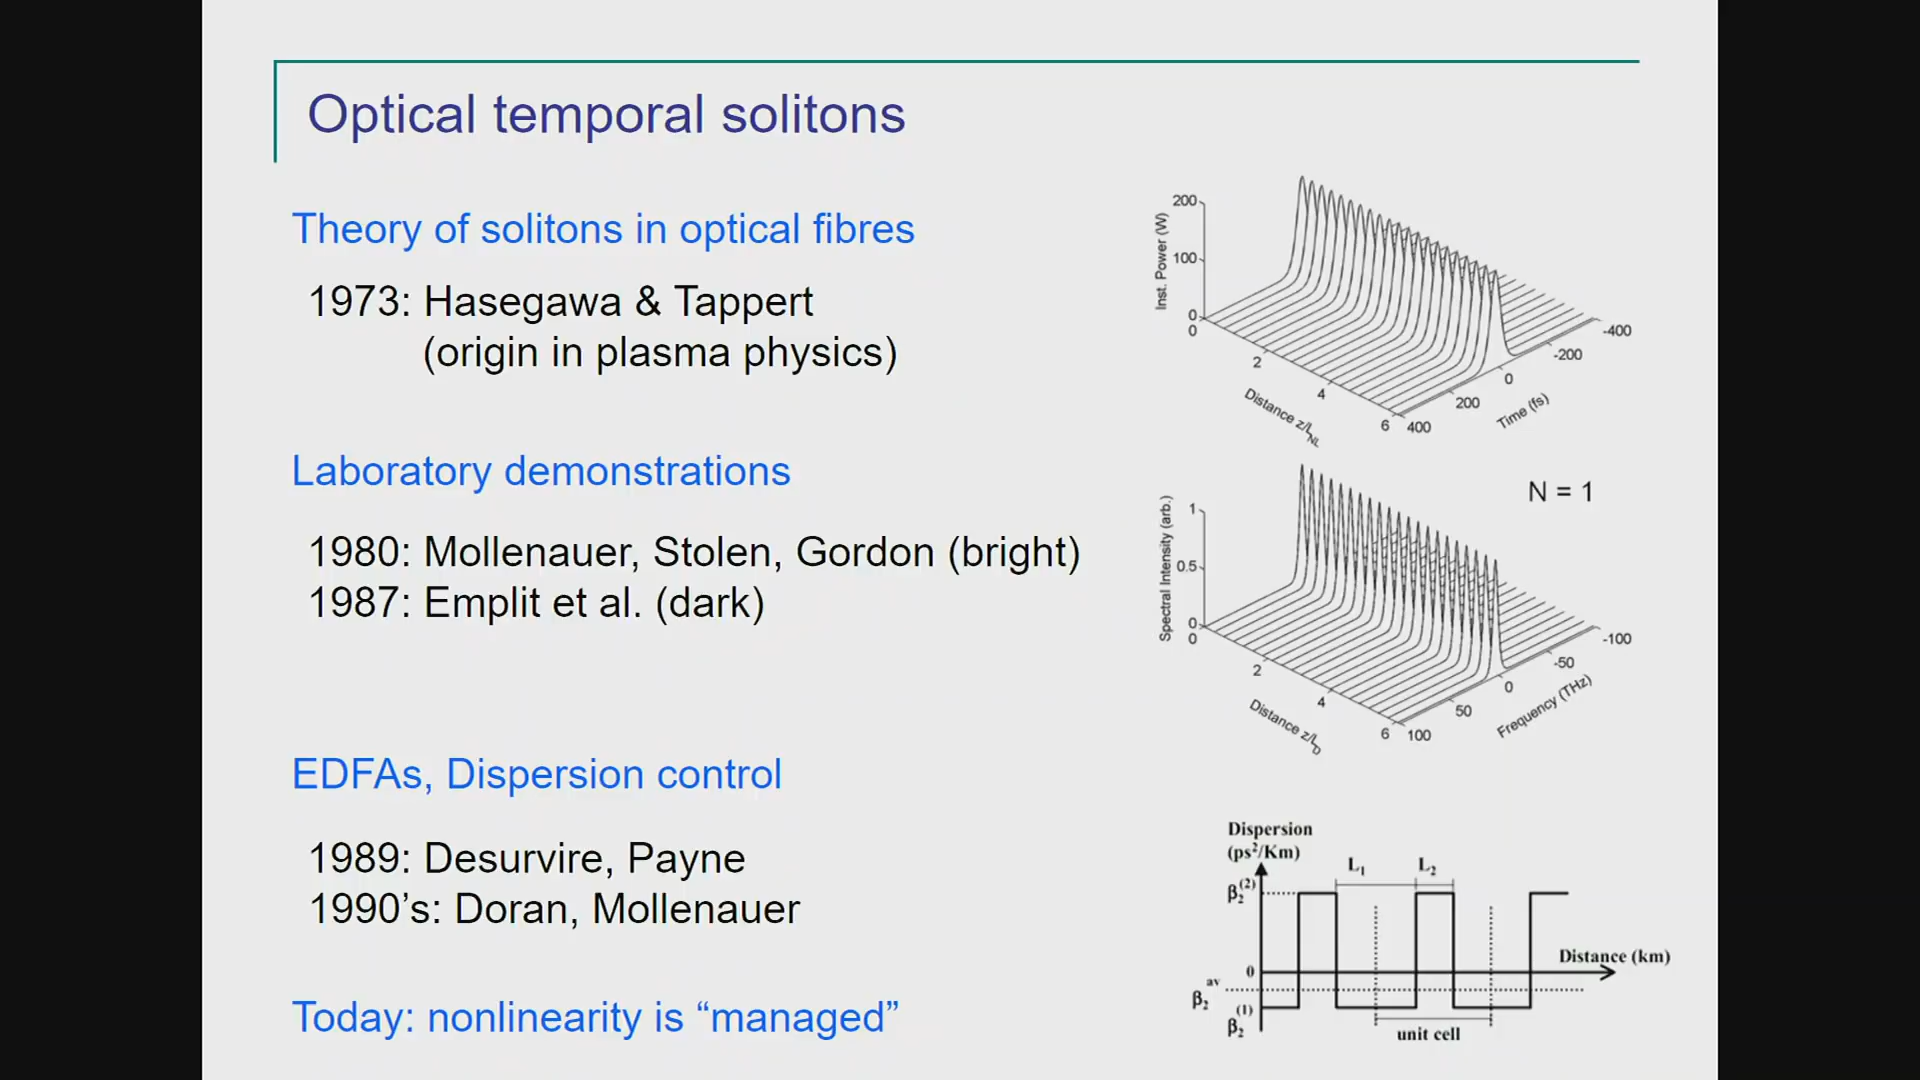 Optical temporal solitons
Theory of solitons in optical fibres
1973: Hasegawa & Tappert
(origin in plasma physics)
Laboratory demonstrations
1980: Mollenauer, Stolen, Gordon (bright)
1987: Emplit et al. (dark)
EDFAs, Dispersion control
1989: Desurvire, Payne
1990’s: Doran, Mollenauer
Today: nonlinearity is “managed”
Inst. Power (W)
200
100
0
0
2
4
6
Distance z/L_NL
400
200
0
-200
-400
Time (fs)
N = 1
Spectral Intensity (arb.)
1
0.5
0
0
2
4
6
Distance z/L_D
100
50
0
-50
-100
Frequency (THz)
Dispersion
(ps²/Km)
L₁
L₂
β₂⁽²⁾
0
Distance (km)
β₂^av
β₂⁽¹⁾
unit cell